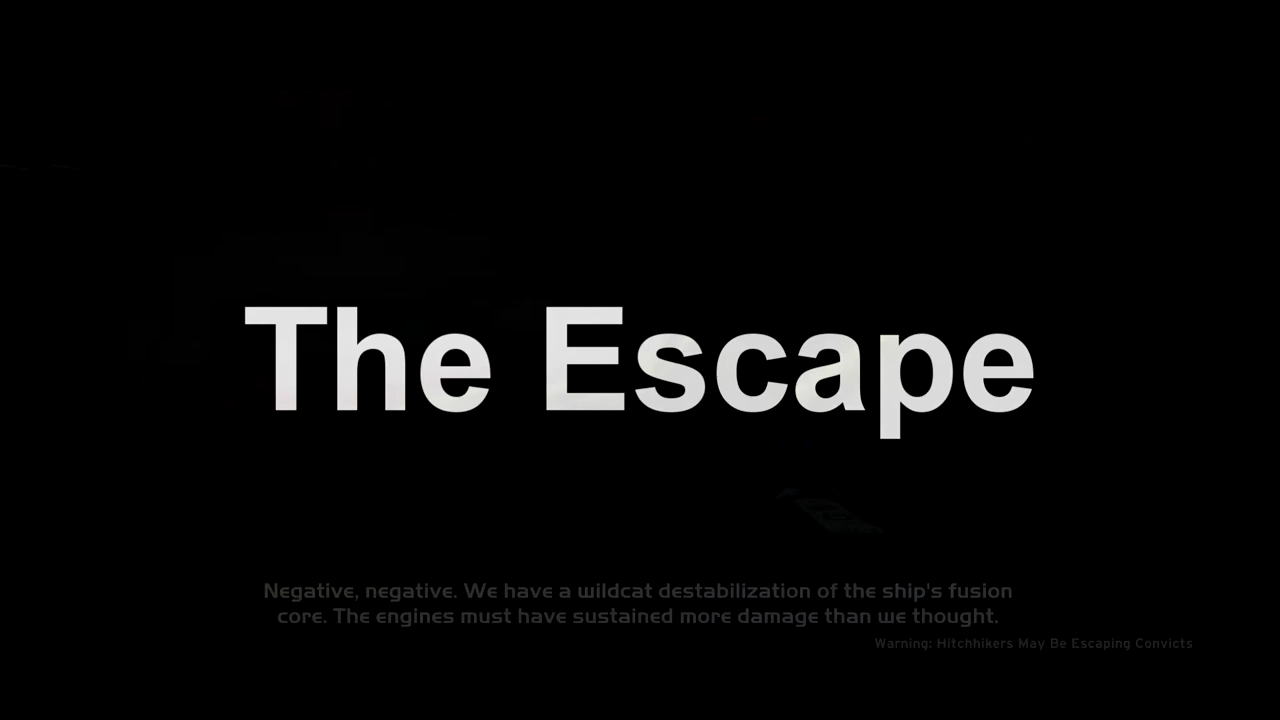 The Escape
Negative, negative. We have a wildcat destabilization of the ship's fusion
core. The engines must have sustained more damage than we thought.
Warning: Hitchhikers May Be Escaping Convicts